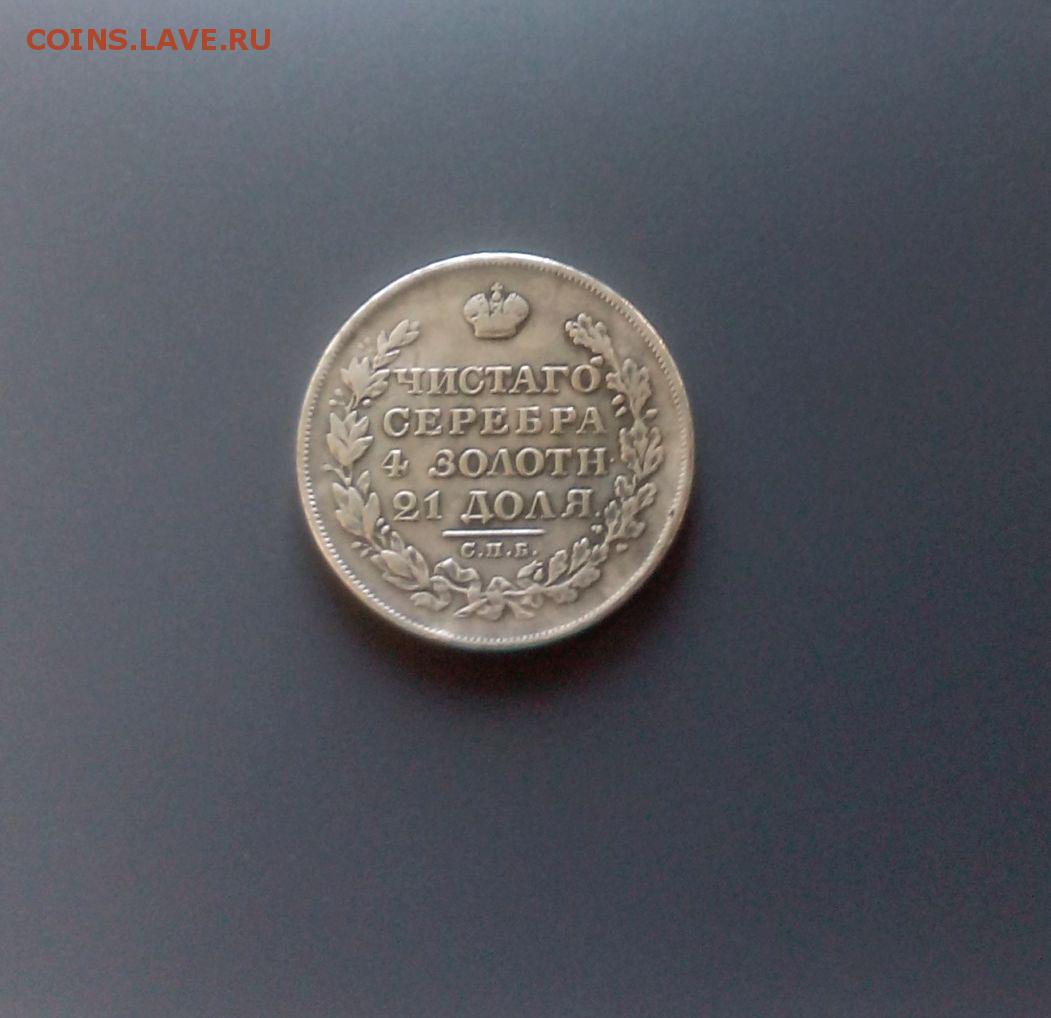 COINS.LAVE.RU
ЧИСТАГО
СЕРЕБРА
4 ЗОЛОТН
21 ДОЛЯ.
С.П.Б.